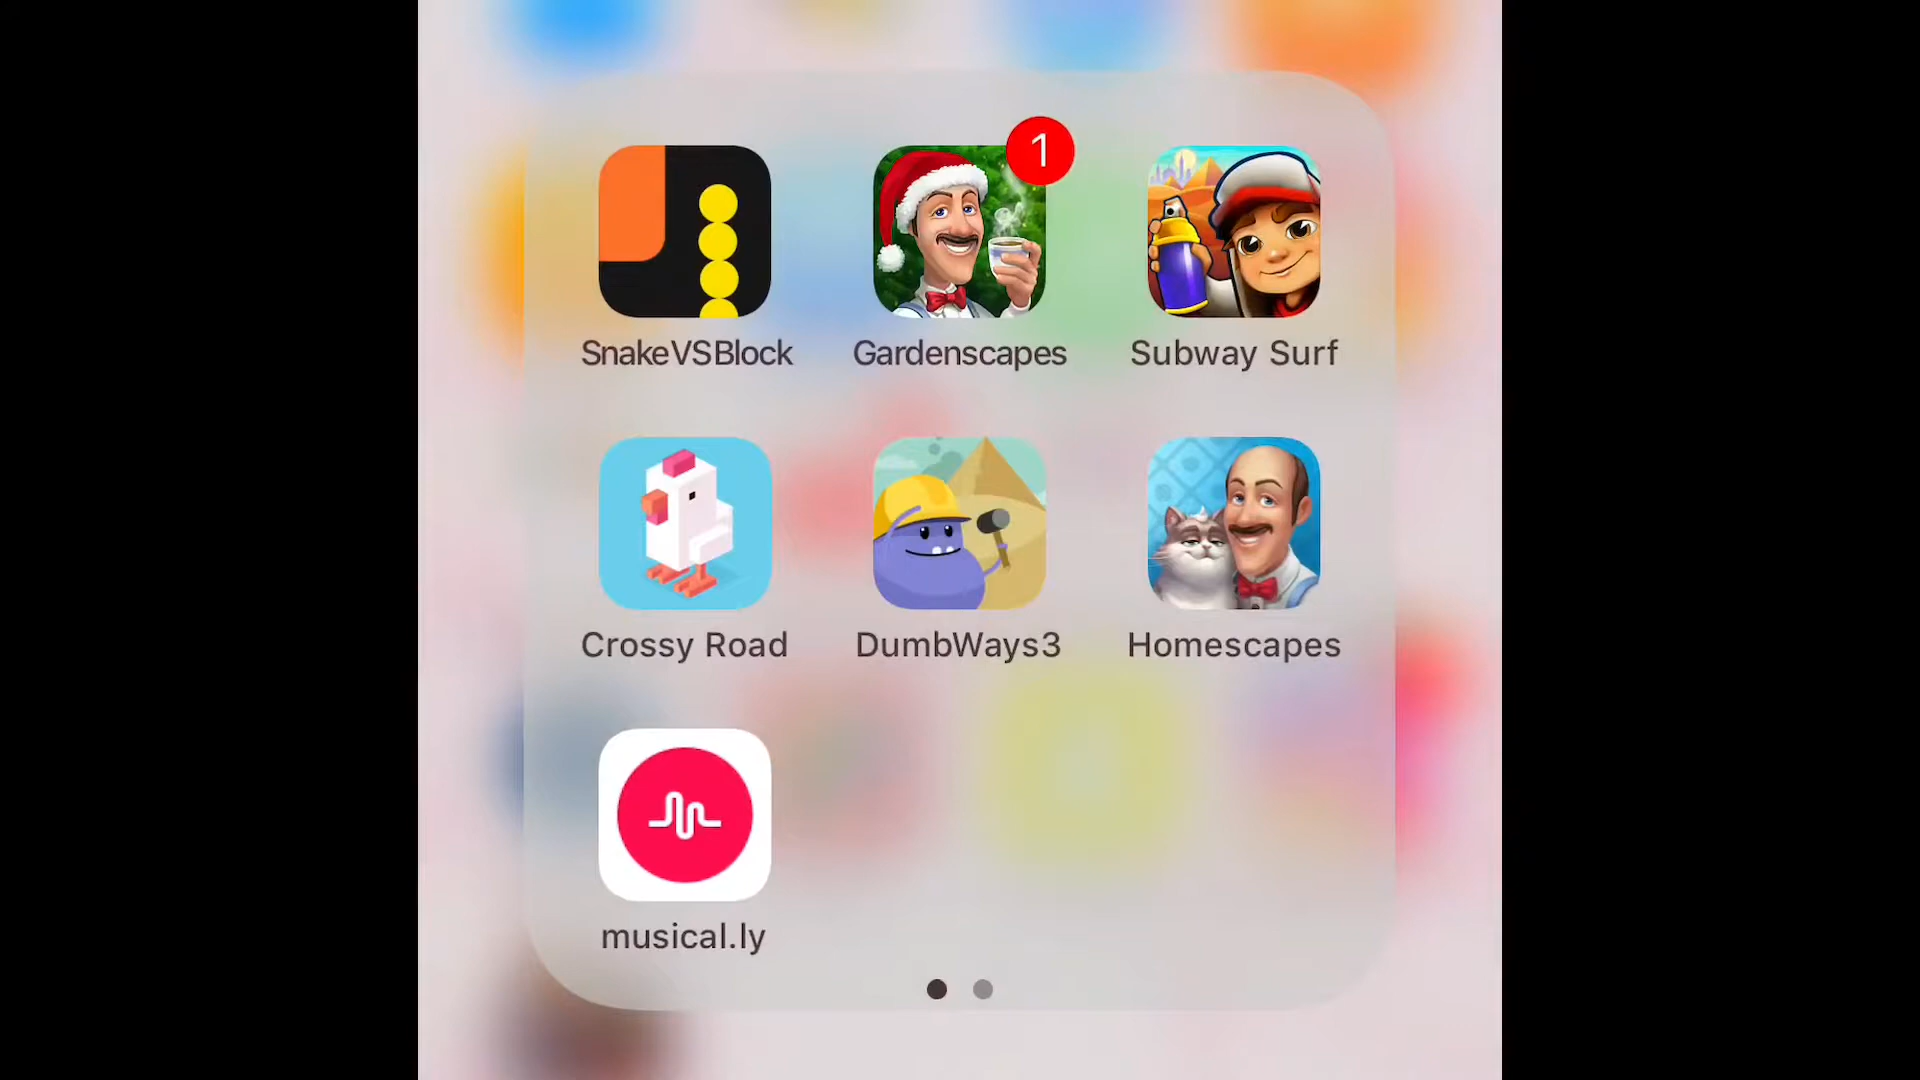 1
SnakeVSBlock
Gardenscapes
Subway Surf
Crossy Road
DumbWays3
Homescapes
musical.ly